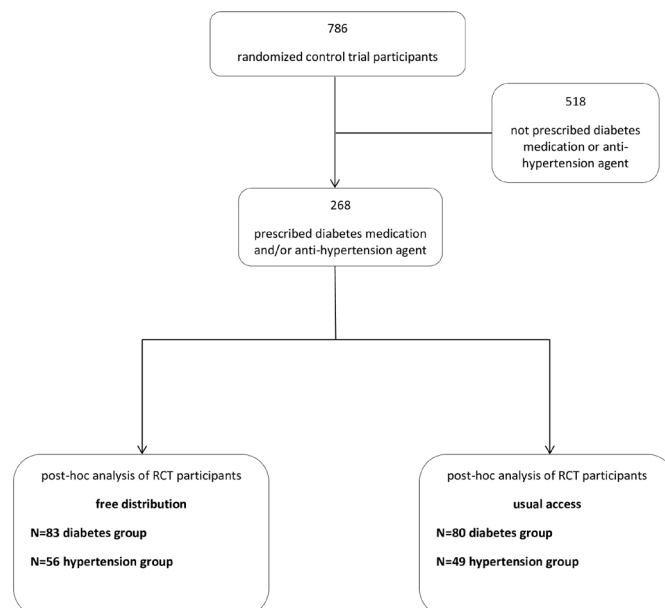 786
randomized control trial participants
518
not prescribed diabetes
medication or anti-
hypertension agent
268
prescribed diabetes medication
and/or anti-hypertension agent
post-hoc analysis of RCT participants
free distribution
N=83 diabetes group
N=56 hypertension group
post-hoc analysis of RCT participants
usual access
N=80 diabetes group
N=49 hypertension group